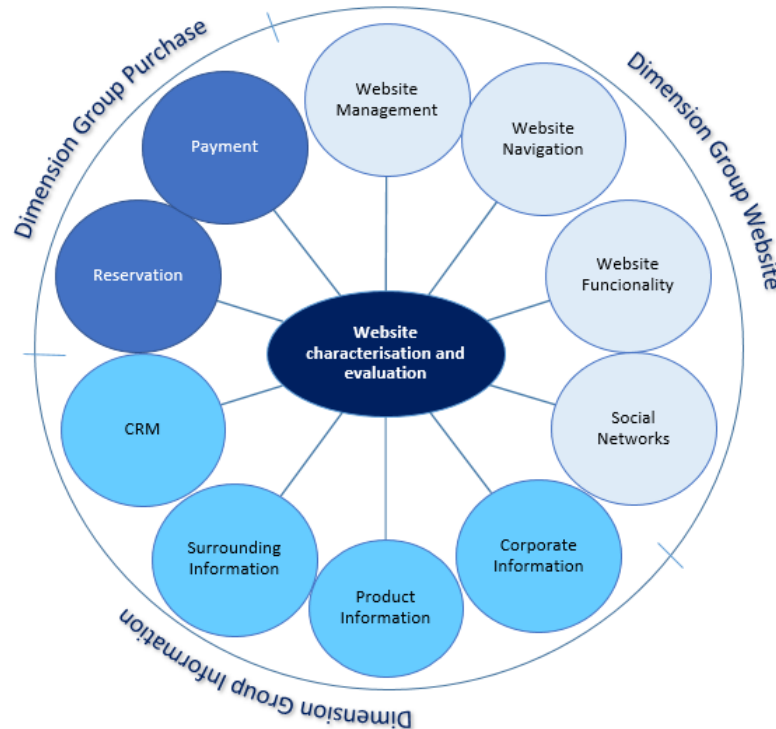 Dimension Group Purchase
Dimension Group Website
Website
Management
Website
Navigation
Payment
Reservation
Website
Funcionality
Website
characterisation and
evaluation
CRM
Social
Networks
Surrounding
Information
Product
Information
Corporate
Information
Dimension Group Information